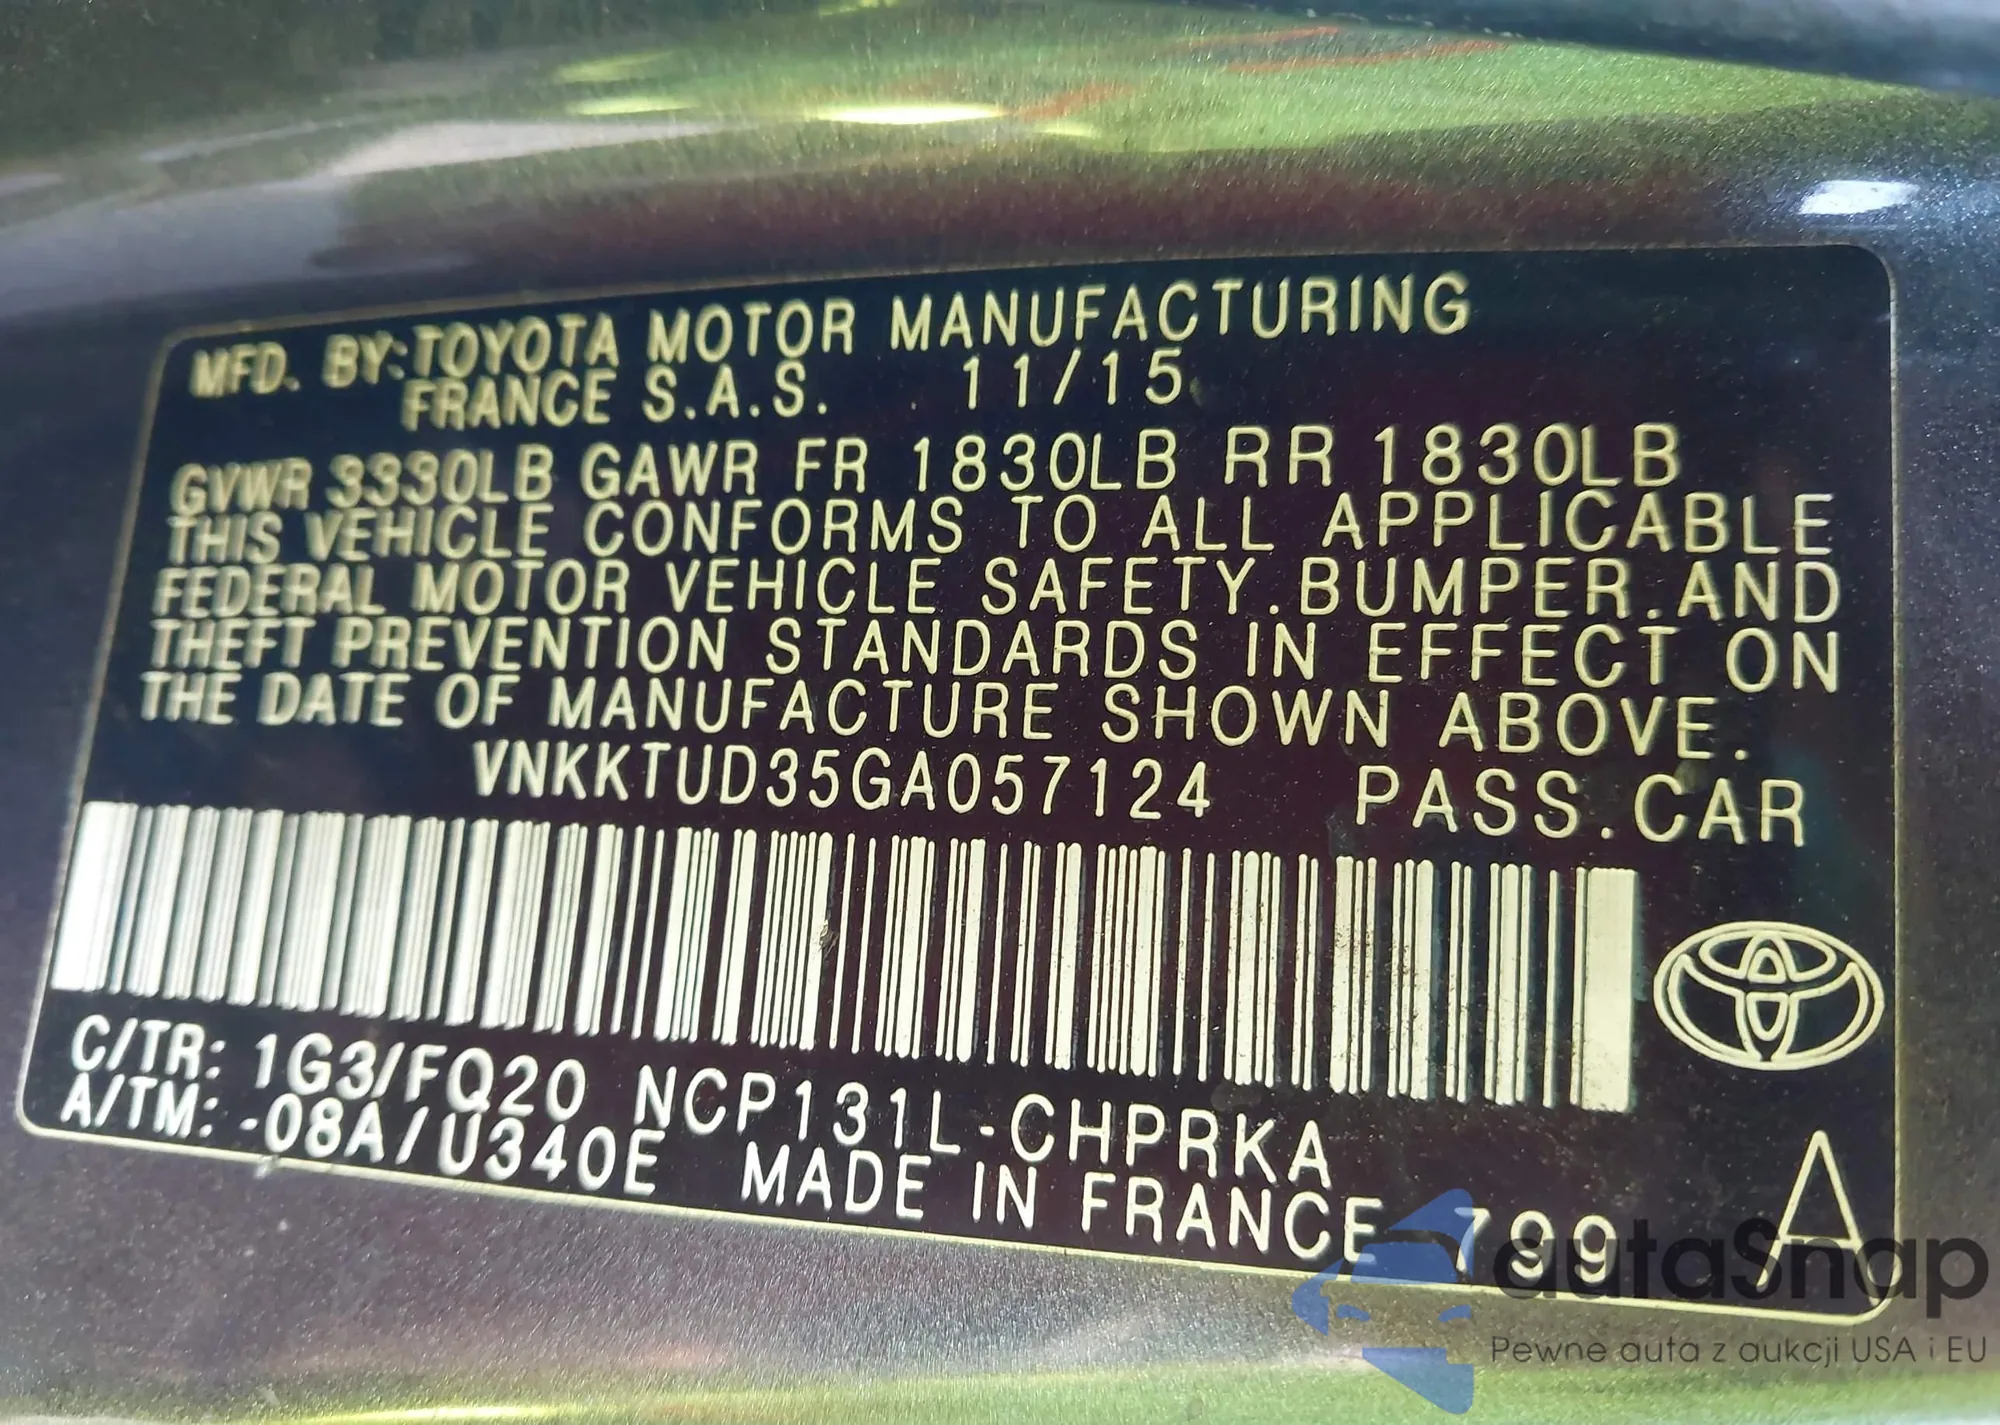 MFD. BY:TOYOTA MOTOR MANUFACTURING
FRANCE S.A.S. 11/15
GVWR 3330LB GAWR FR 1830LB RR 1830LB
THIS VEHICLE CONFORMS TO ALL APPLICABLE
FEDERAL MOTOR VEHICLE SAFETY.BUMPER.AND
THEFT PREVENTION STANDARDS IN EFFECT ON
THE DATE OF MANUFACTURE SHOWN ABOVE.
VNKKTUD35GA057124 PASS.CAR
C/TR: 1G3/FQ20 NCP131L-CHPRKA
A/TM: -08A/U340E MADE IN FRANCE 799
A
autaSnap
Pewne auta z aukcji USA i EU